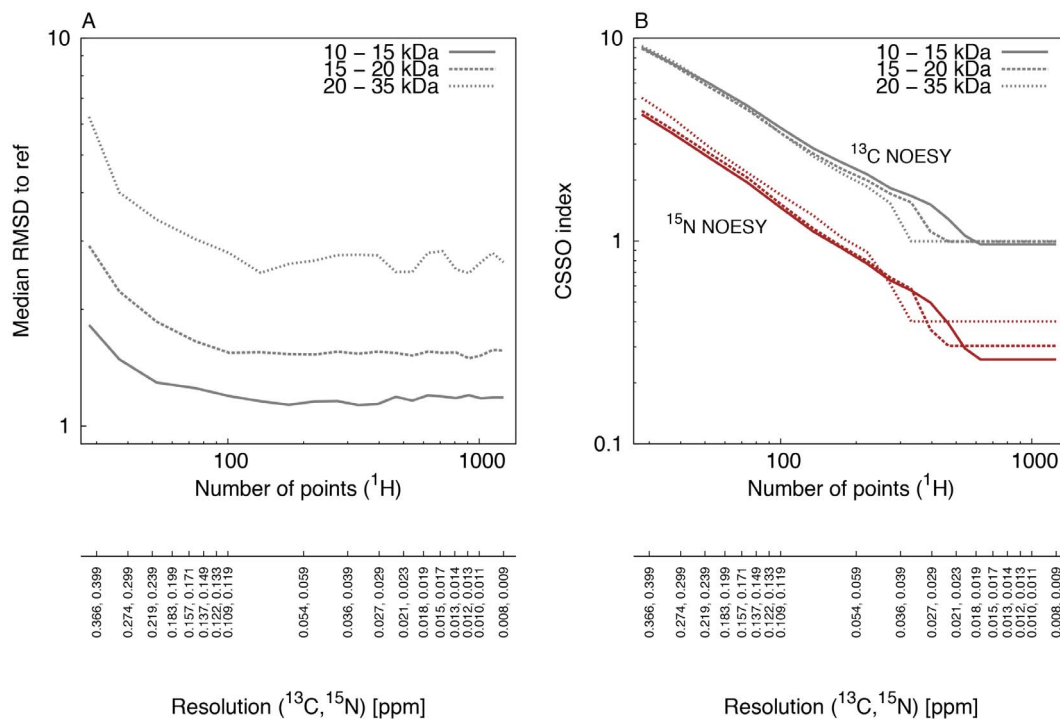 A
10
10 – 15 kDa
15 – 20 kDa
20 – 35 kDa
Median RMSD to ref
1
100
1000
Number of points (¹H)
0.366, 0.399
0.274, 0.299
0.219, 0.239
0.183, 0.199
0.157, 0.171
0.137, 0.149
0.122, 0.133
0.109, 0.119
0.054, 0.059
0.036, 0.039
0.027, 0.029
0.021, 0.023
0.018, 0.019
0.015, 0.017
0.013, 0.014
0.012, 0.013
0.010, 0.011
0.008, 0.009
Resolution (¹³C,¹⁵N) [ppm]
B
10
10 – 15 kDa
15 – 20 kDa
20 – 35 kDa
¹³C NOESY
¹⁵N NOESY
CSSO index
1
0.1
100
1000
Number of points (¹H)
0.366, 0.399
0.274, 0.299
0.219, 0.239
0.183, 0.199
0.157, 0.171
0.137, 0.149
0.122, 0.133
0.109, 0.119
0.054, 0.059
0.036, 0.039
0.027, 0.029
0.021, 0.023
0.018, 0.019
0.015, 0.017
0.013, 0.014
0.012, 0.013
0.010, 0.011
0.008, 0.009
Resolution (¹³C,¹⁵N) [ppm]